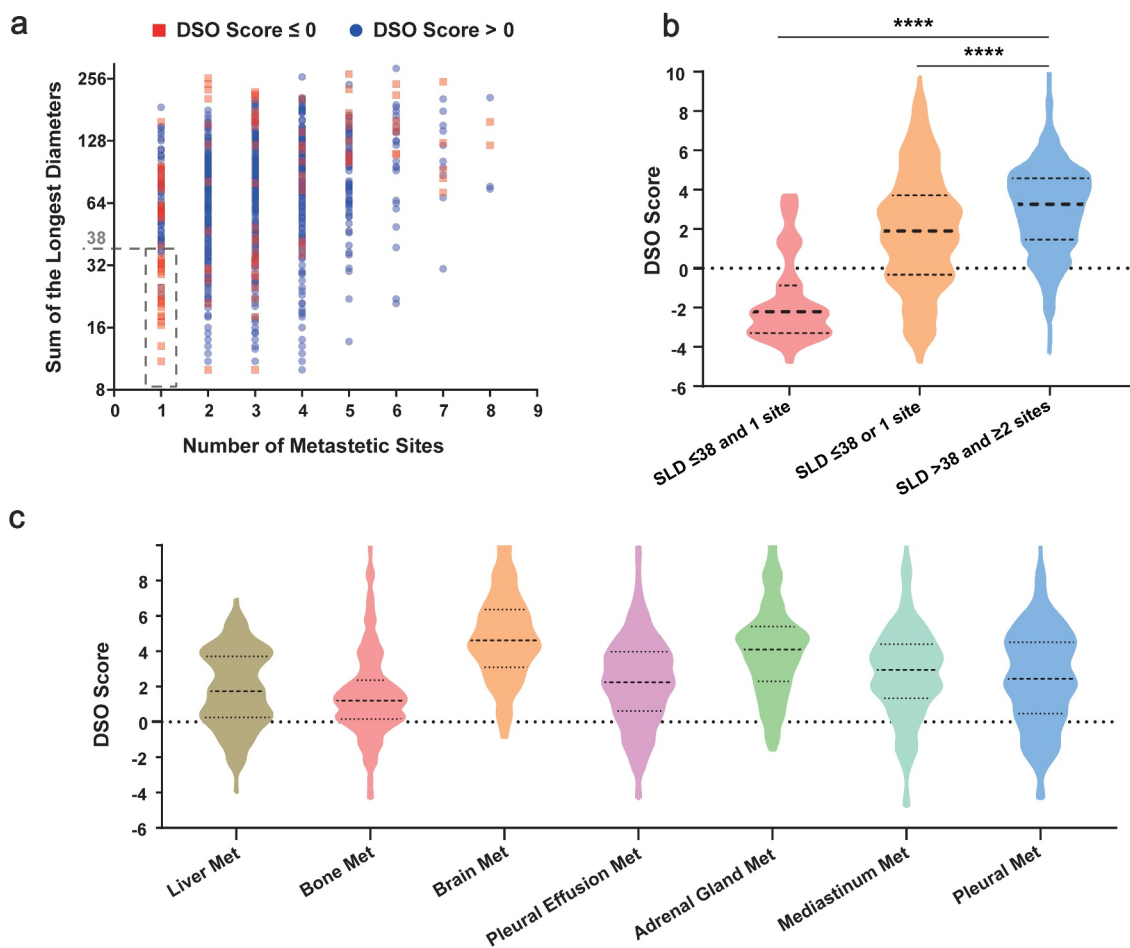 a
DSO Score ≤ 0 DSO Score > 0
256
128
64
38
32
16
8
0 1 2 3 4 5 6 7 8 9
Sum of the Longest Diameters
Number of Metastetic Sites
b
****
****
10
8
6
4
2
0
-2
-4
-6
DSO Score
SLD ≤38 and 1 site
SLD ≤38 or 1 site
SLD >38 and ≥2 sites
c
8
6
4
2
0
-2
-4
-6
DSO Score
Liver Met
Bone Met
Brain Met
Pleural Effusion Met
Adrenal Gland Met
Mediastinum Met
Pleural Met